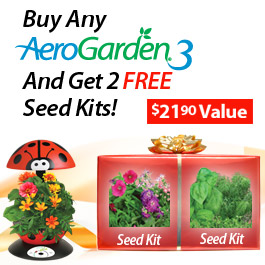 Buy Any
AeroGarden 3
And Get 2 FREE
Seed Kits!
$21.90 Value
Seed Kit
Seed Kit